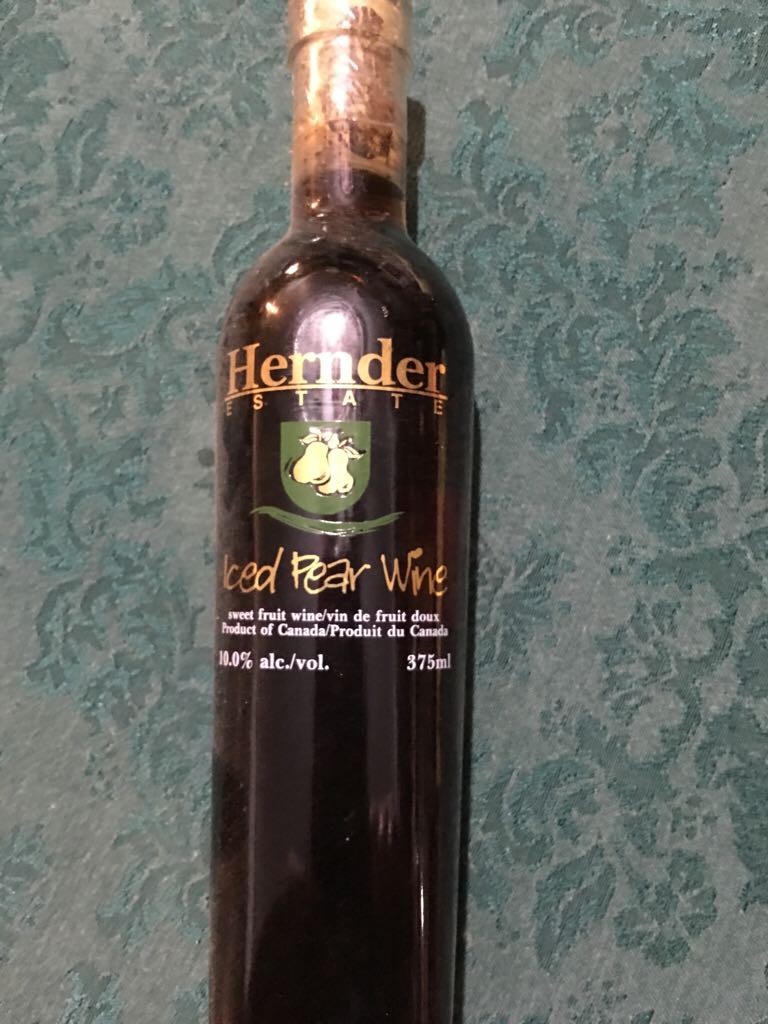 Hernder
ESTATE
Iced Pear Wine
sweet fruit wine/vin de fruit doux
Product of Canada/Produit du Canada
10.0% alc./vol. 375ml